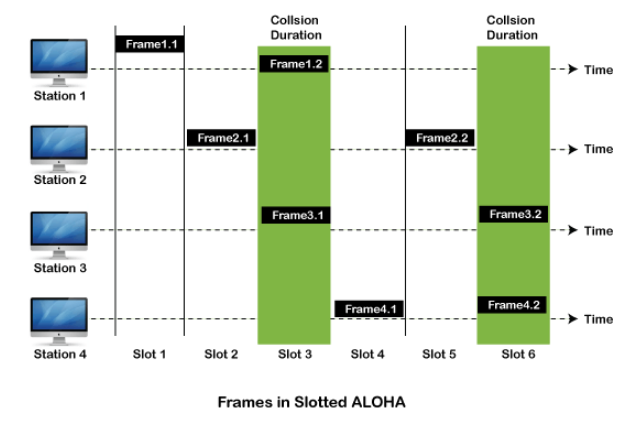 Collsion
Duration
Collsion
Duration
Frame1.1
Frame1.2
Time
Station 1
Frame2.1
Frame2.2
Time
Station 2
Frame3.1
Frame3.2
Time
Station 3
Frame4.1
Frame4.2
Time
Station 4
Slot 1
Slot 2
Slot 3
Slot 4
Slot 5
Slot 6
Frames in Slotted ALOHA